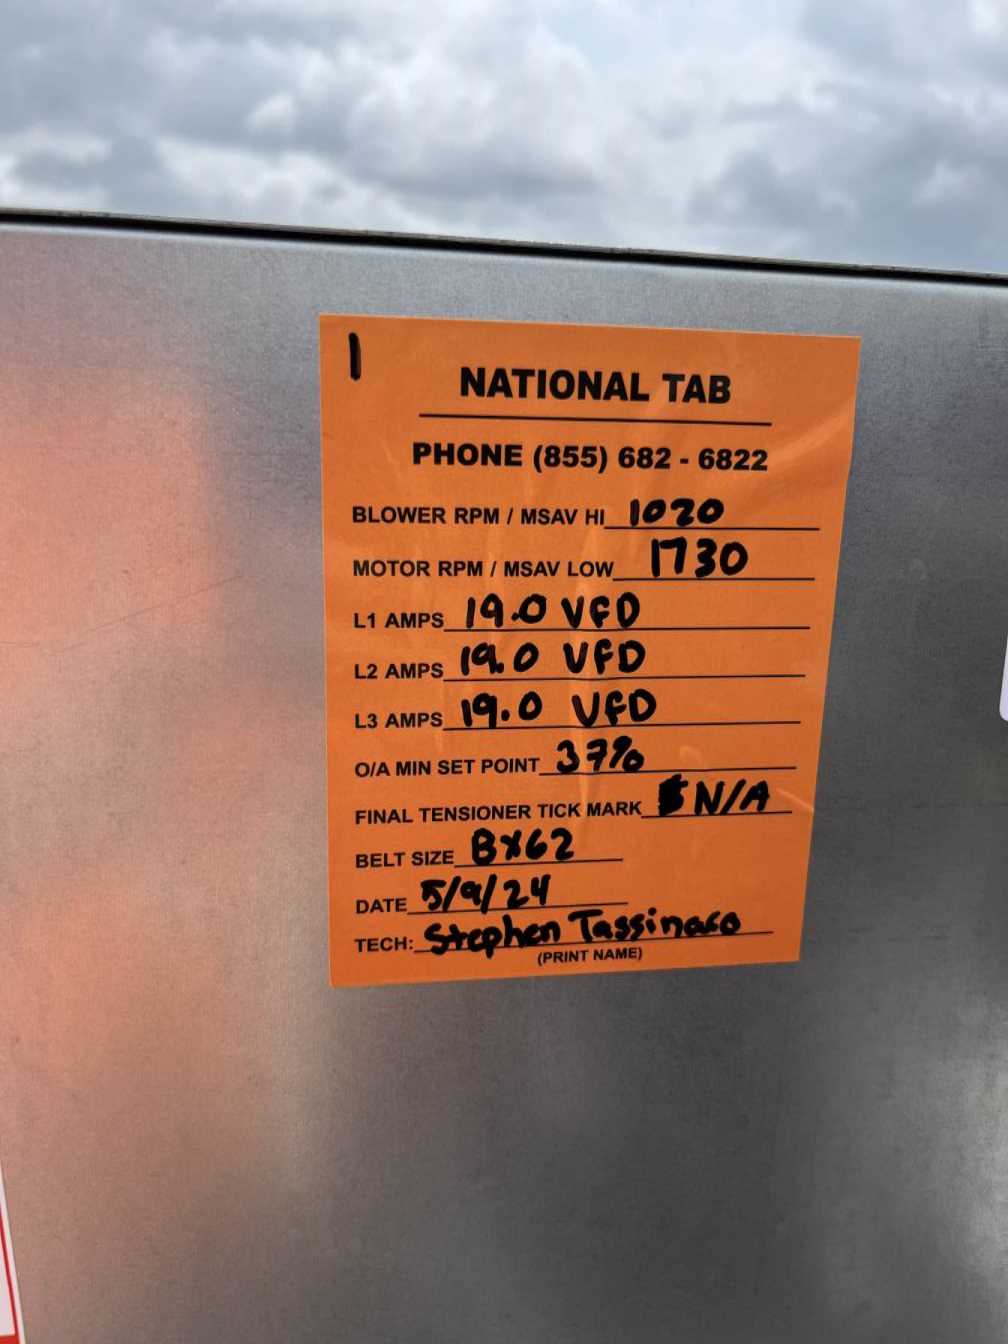 1
NATIONAL TAB
PHONE (855) 682 - 6822
BLOWER RPM / MSAV HI 1020
MOTOR RPM / MSAV LOW 1730
L1 AMPS 19.0 VFD
L2 AMPS 19.0 VFD
L3 AMPS 19.0 VFD
O/A MIN SET POINT 37%
FINAL TENSIONER TICK MARK N/A
BELT SIZE BX62
DATE 5/9/24
TECH: Stephen Tassinaro
(PRINT NAME)